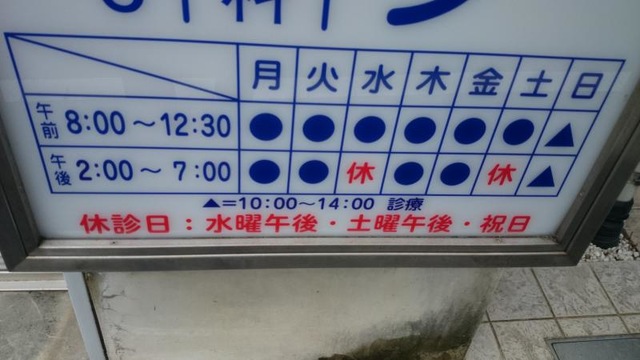 月 火 水 木 金 土 日
午前 8:00～12:30 ● ● ● ● ● ● ▲
午後 2:00～7:00 ● ● 休 ● ● 休 ▲
▲=10:00～14:00 診療
休診日：水曜午後・土曜午後・祝日